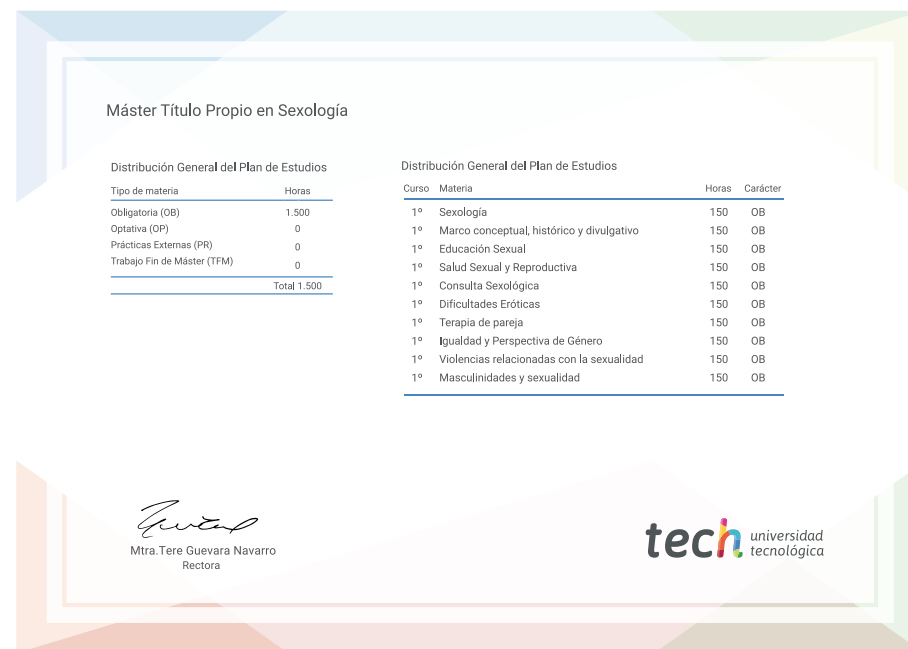 Máster Título Propio en Sexología
Distribución General del Plan de Estudios
Tipo de materia Horas
Obligatoria (OB) 1.500
Optativa (OP) 0
Prácticas Externas (PR) 0
Trabajo Fin de Máster (TFM) 0
Total 1.500
Distribución General del Plan de Estudios
Curso Materia Horas Carácter
1º Sexología 150 OB
1º Marco conceptual, histórico y divulgativo 150 OB
1º Educación Sexual 150 OB
1º Salud Sexual y Reproductiva 150 OB
1º Consulta Sexológica 150 OB
1º Dificultades Eróticas 150 OB
1º Terapia de pareja 150 OB
1º Igualdad y Perspectiva de Género 150 OB
1º Violencias relacionadas con la sexualidad 150 OB
1º Masculinidades y sexualidad 150 OB
Mtra.Tere Guevara Navarro
Rectora
tech universidad
tecnológica